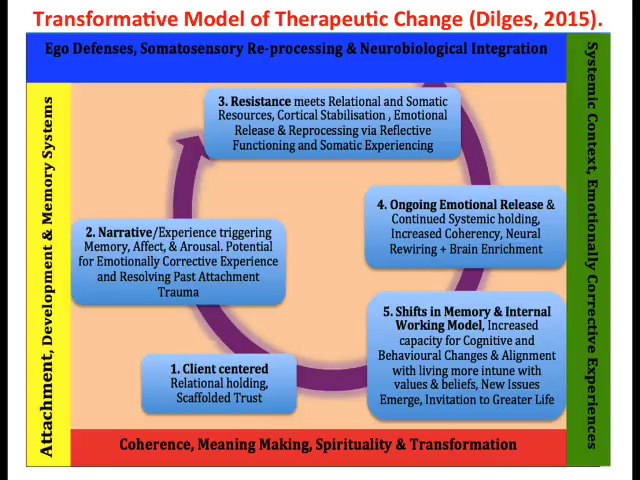 Transformative Model of Therapeutic Change (Dilges, 2015).
Ego Defenses, Somatosensory Re-processing & Neurobiological Integration
Attachment, Development & Memory Systems
Systemic Context, Emotionally Corrective Experiences
3. Resistance meets Relational and Somatic
Resources, Cortical Stabilisation , Emotional
Release & Reprocessing via Reflective
Functioning and Somatic Experiencing
4. Ongoing Emotional Release &
Continued Systemic holding,
Increased Coherency, Neural
Rewiring + Brain Enrichment
2. Narrative/Experience triggering
Memory, Affect, & Arousal. Potential
for Emotionally Corrective Experience
and Resolving Past Attachment
Trauma
5. Shifts in Memory & Internal
Working Model, Increased
capacity for Cognitive and
Behavioural Changes & Alignment
with living more intune with
values & beliefs, New Issues
Emerge, Invitation to Greater Life
1. Client centered
Relational holding,
Scaffolded Trust
Coherence, Meaning Making, Spirituality & Transformation